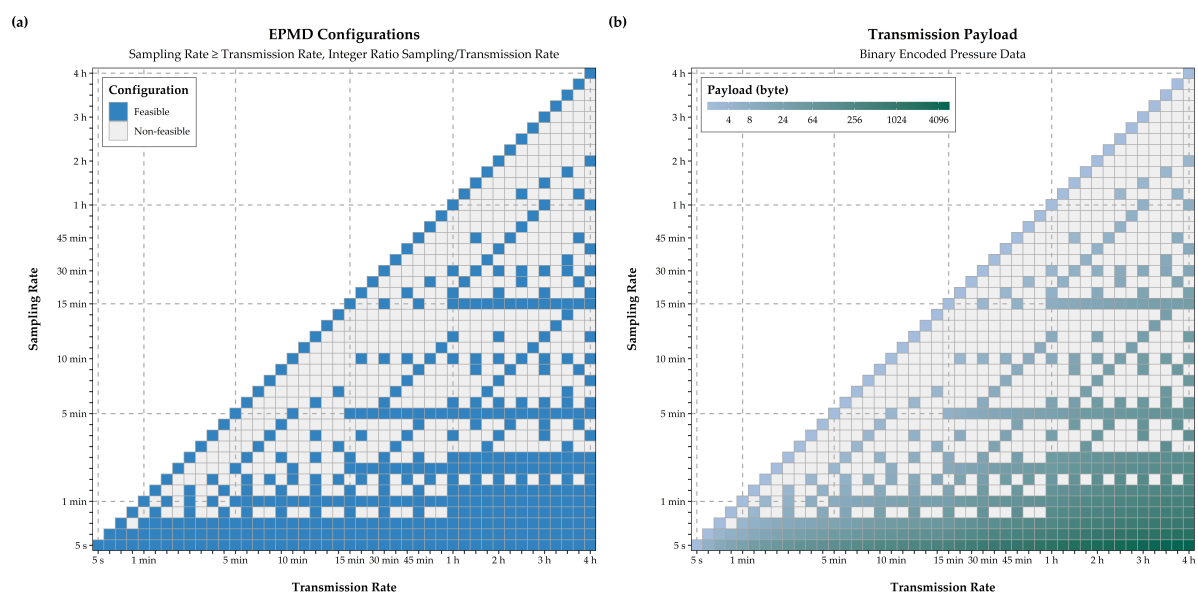 (a)
EPMD Configurations
Sampling Rate ≥ Transmission Rate, Integer Ratio Sampling/Transmission Rate
Configuration
Feasible
Non-feasible
Sampling Rate
4 h
3 h
2 h
1 h
45 min
30 min
15 min
10 min
5 min
1 min
5 s
5 s 1 min 5 min 10 min 15 min 30 min 45 min 1 h 2 h 3 h 4 h
Transmission Rate
(b)
Transmission Payload
Binary Encoded Pressure Data
Payload (byte)
4 8 24 64 256 1024 4096
Sampling Rate
4 h
3 h
2 h
1 h
45 min
30 min
15 min
10 min
5 min
1 min
5 s
5 s 1 min 5 min 10 min 15 min 30 min 45 min 1 h 2 h 3 h 4 h
Transmission Rate